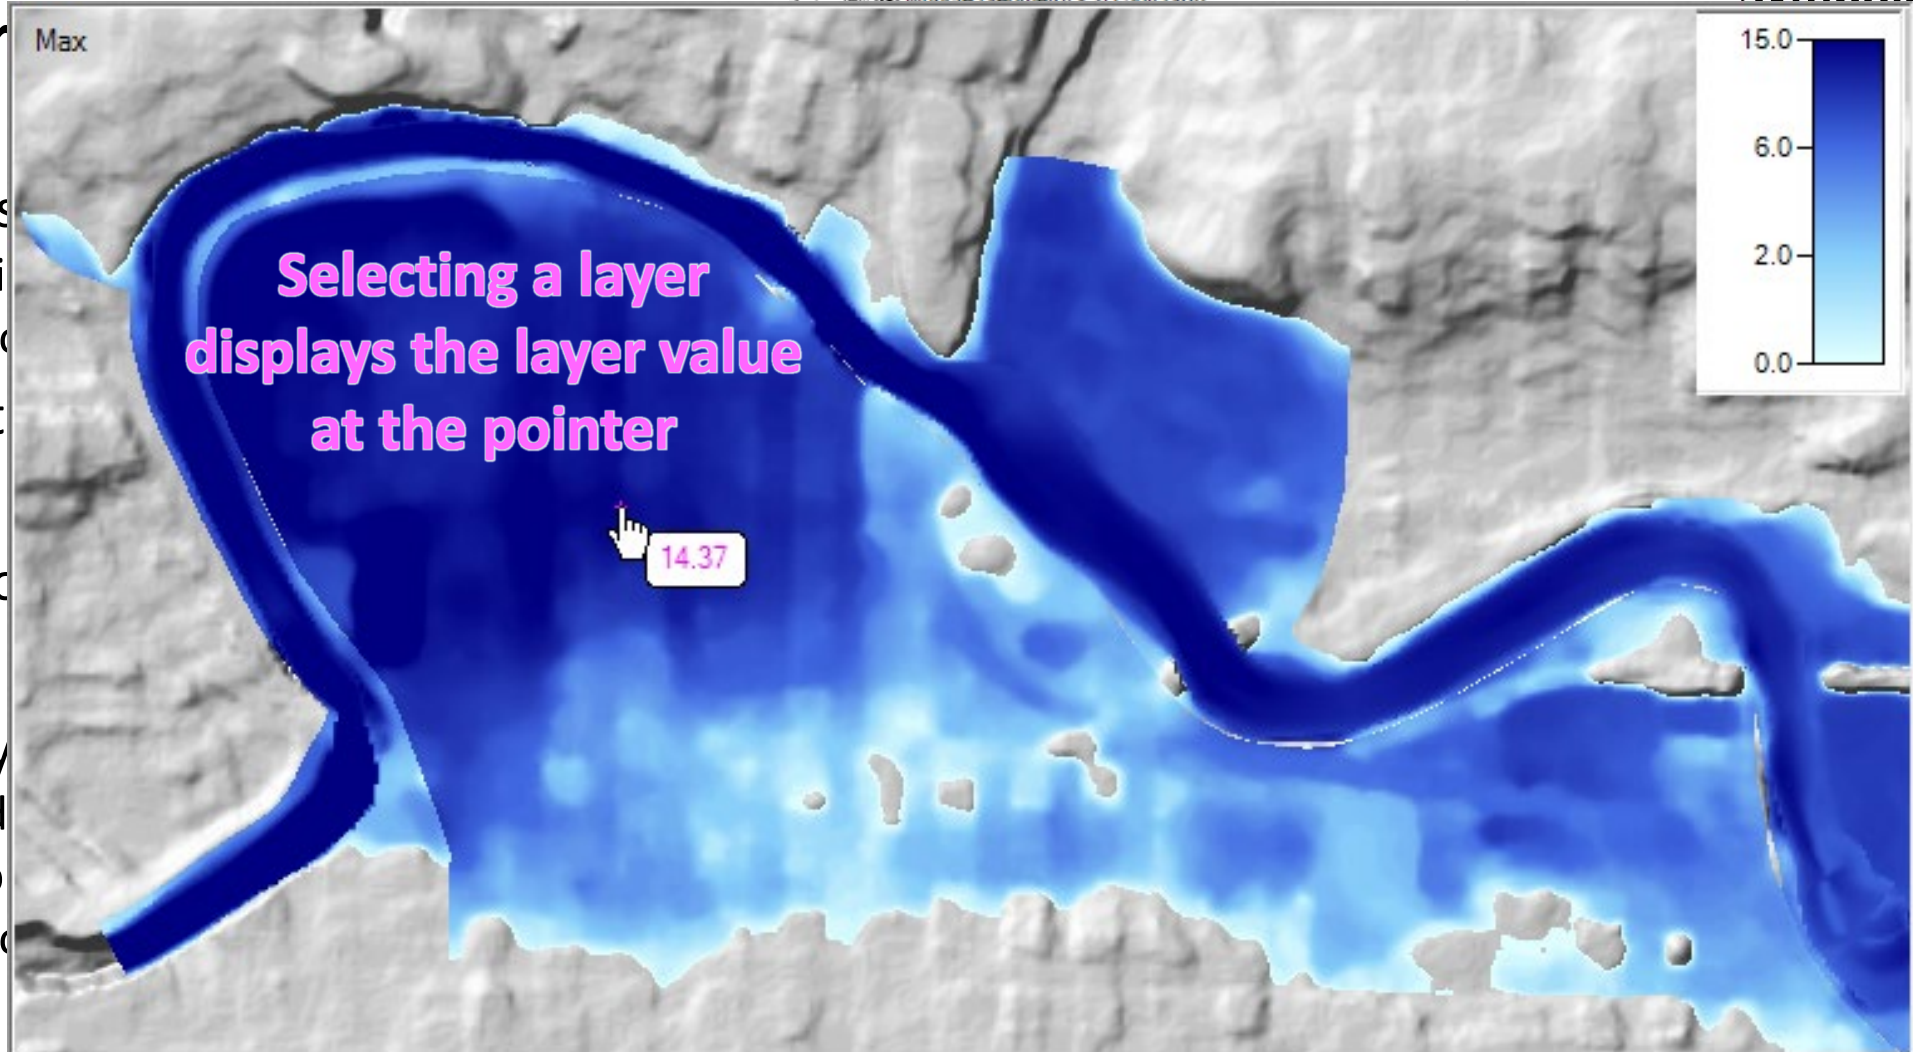 Max
15.0
6.0
2.0
0.0
Selecting a layer
displays the layer value
at the pointer
14.37